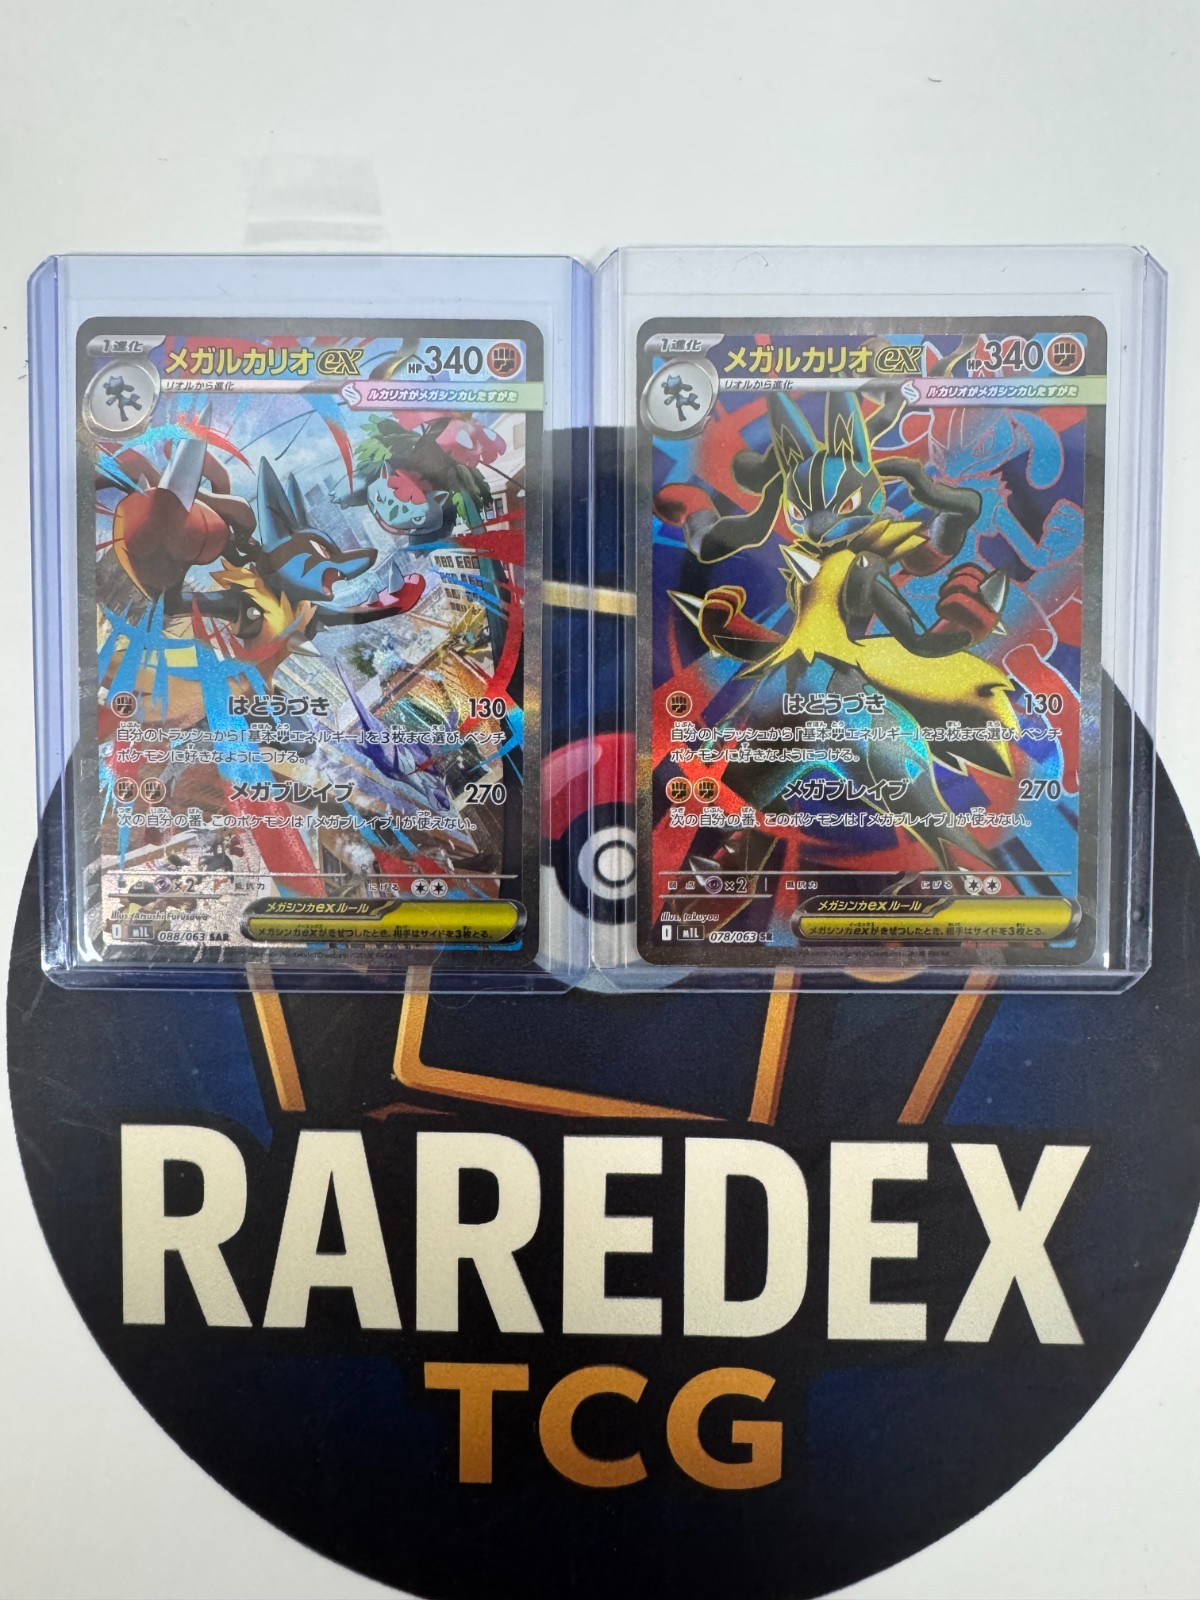 1進化
メガルカリオex
HP340
リオルから進化
ルカリオがメガシンカしたすがた
はどうづき 130
自分のトラッシュから「基本闘エネルギー」を3枚まで選び、ベンチ
ポケモンに好きなようにつける。
メガブレイブ 270
次の自分の番、このポケモンは「メガブレイブ」が使えない。
弱点 ×2 抵抗力 にげる
Illus. Atsushi Furusawa
メガシンカexルール
メガシンカexがきぜつしたとき、相手はサイドを3枚とる。
I M1L 088/063 SAR
1進化
メガルカリオex
HP340
リオルから進化
ルカリオがメガシンカしたすがた
はどうづき 130
自分のトラッシュから「基本闘エネルギー」を3枚まで選び、ベンチ
ポケモンに好きなようにつける。
メガブレイブ 270
次の自分の番、このポケモンは「メガブレイブ」が使えない。
弱点 ×2 抵抗力 にげる
Illus. takuyoa
メガシンカexルール
メガシンカexがきぜつしたとき、相手はサイドを3枚とる。
I M1L 078/063 SR
RAREDEX
TCG